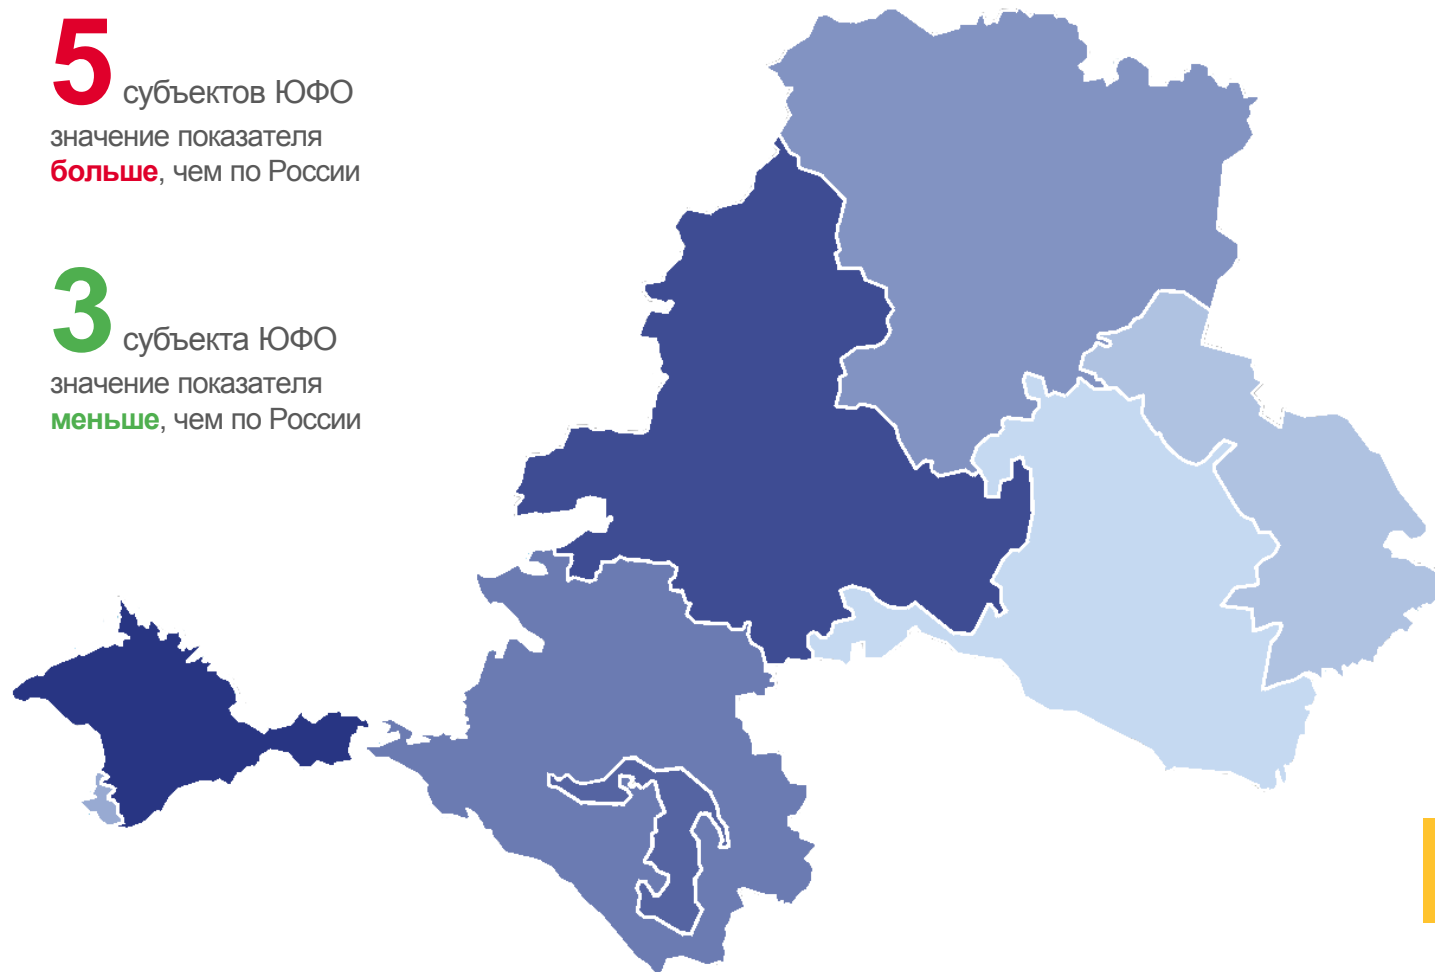 5 субъектов ЮФО
значение показателя
больше, чем по России
3 субъекта ЮФО
значение показателя
меньше, чем по России